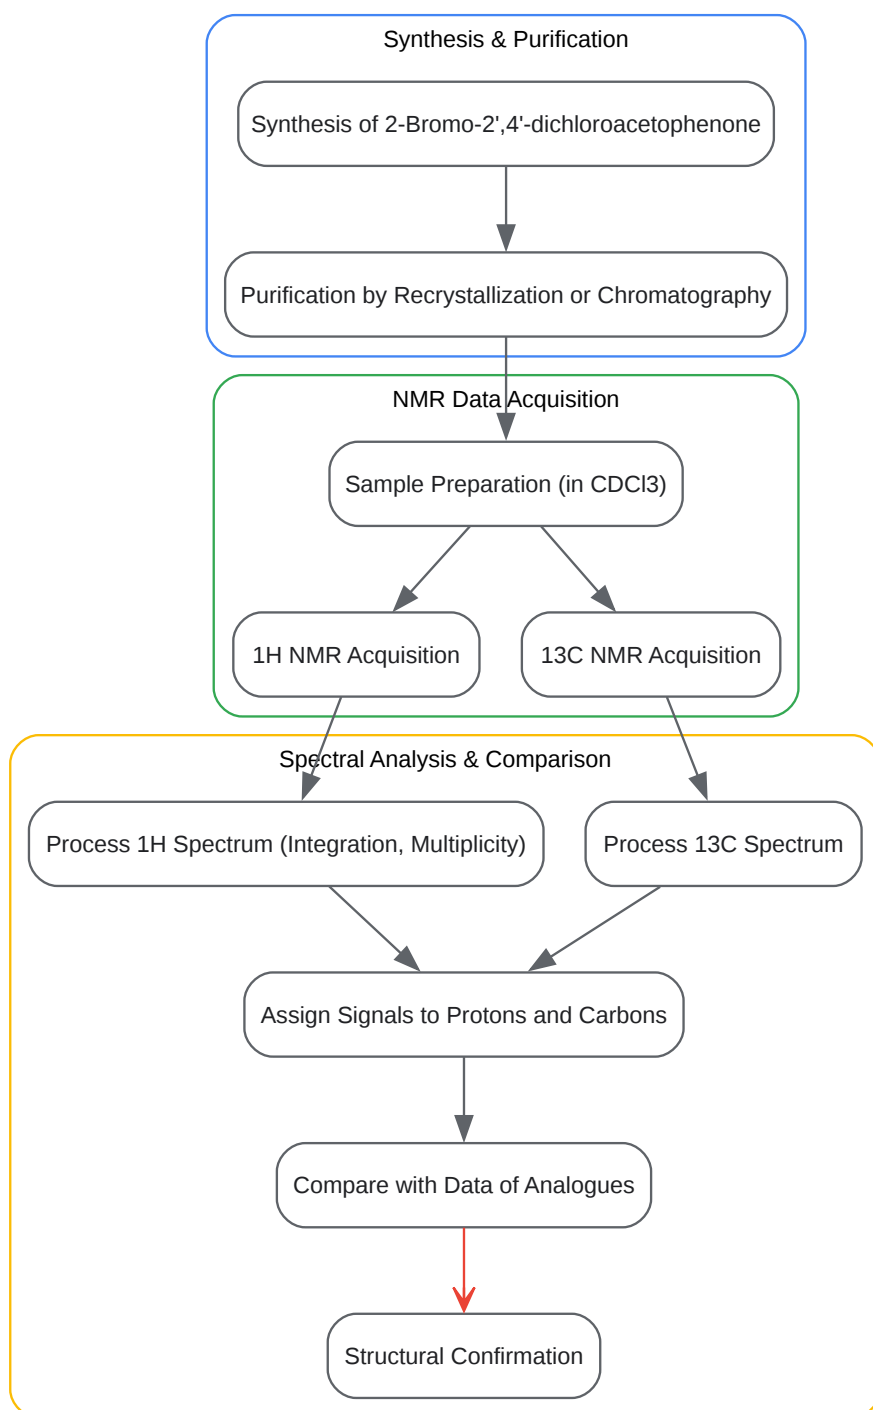 Synthesis & Purification
Synthesis of 2-Bromo-2',4'-dichloroacetophenone
Purification by Recrystallization or Chromatography
NMR Data Acquisition
Sample Preparation (in CDCl3)
1H NMR Acquisition
13C NMR Acquisition
Spectral Analysis & Comparison
Process 1H Spectrum (Integration, Multiplicity)
Process 13C Spectrum
Assign Signals to Protons and Carbons
Compare with Data of Analogues
Structural Confirmation